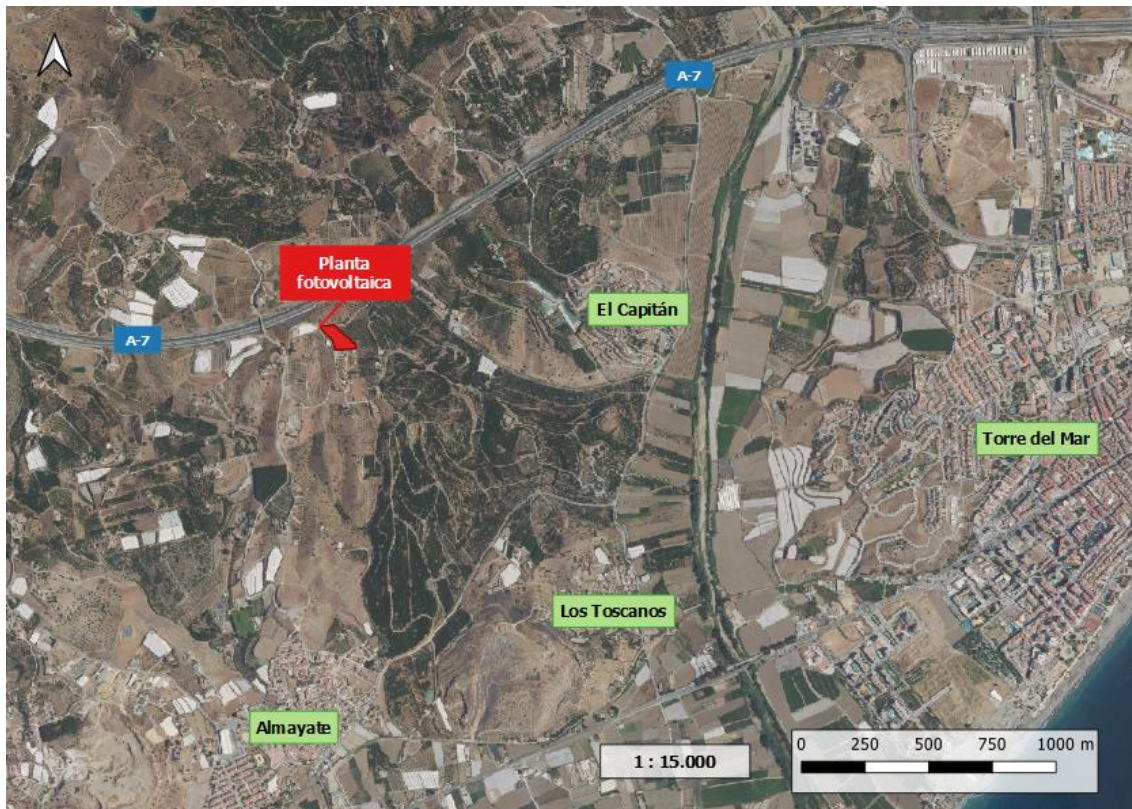 A-7
Planta
fotovoltaica
A-7
El Capitán
Torre del Mar
Los Toscanos
Almayate
1 : 15.000
0 250 500 750 1000 m